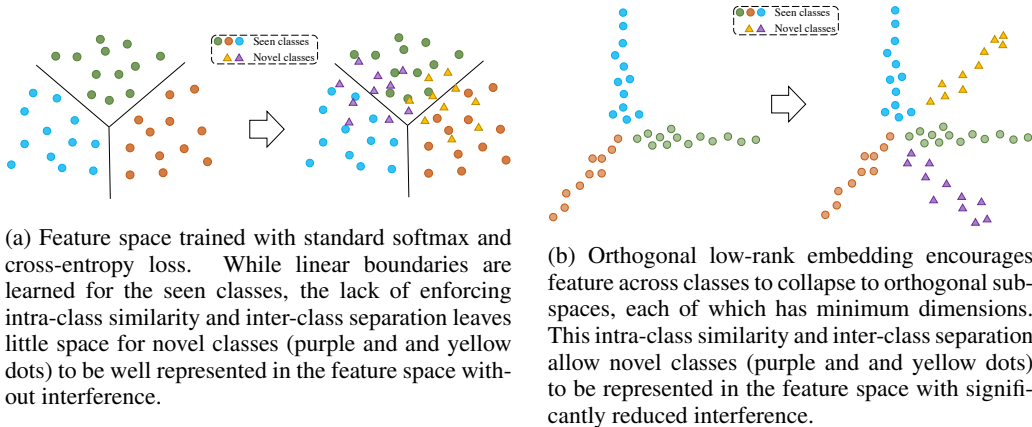 Seen classes
Novel classes
(a) Feature space trained with standard softmax and
cross-entropy loss. While linear boundaries are
learned for the seen classes, the lack of enforcing
intra-class similarity and inter-class separation leaves
little space for novel classes (purple and and yellow
dots) to be well represented in the feature space with-
out interference.
Seen classes
Novel classes
(b) Orthogonal low-rank embedding encourages
feature across classes to collapse to orthogonal sub-
spaces, each of which has minimum dimensions.
This intra-class similarity and inter-class separation
allow novel classes (purple and and yellow dots)
to be represented in the feature space with signifi-
cantly reduced interference.